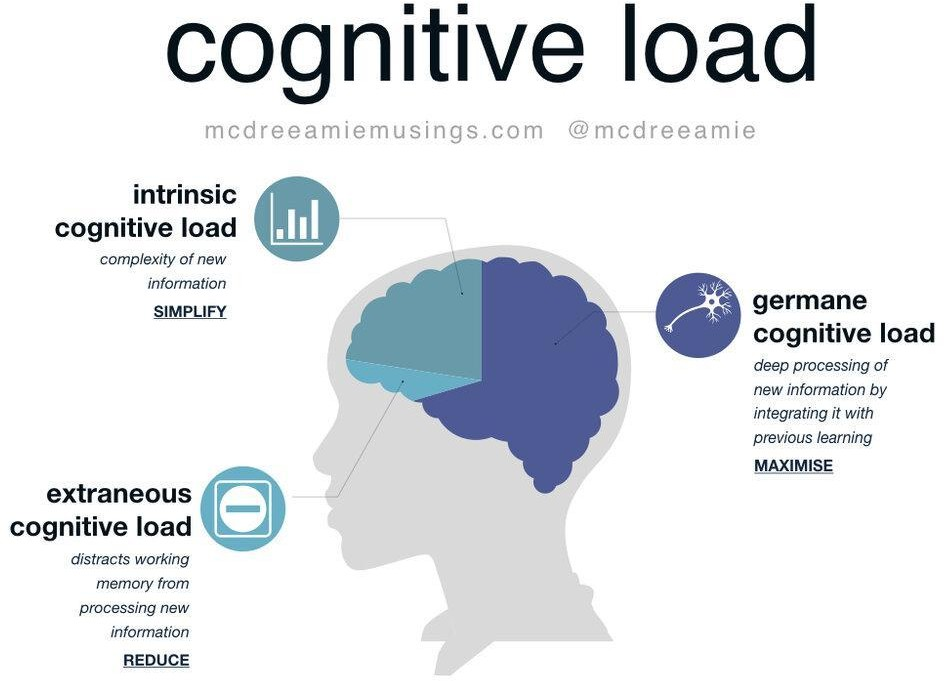 cognitive load
mcdreeamiemusings.com @mcdreeamie
intrinsic
cognitive load
complexity of new
information
SIMPLIFY
germane
cognitive load
deep processing of
new information by
integrating it with
previous learning
MAXIMISE
extraneous
cognitive load
distracts working
memory from
processing new
information
REDUCE